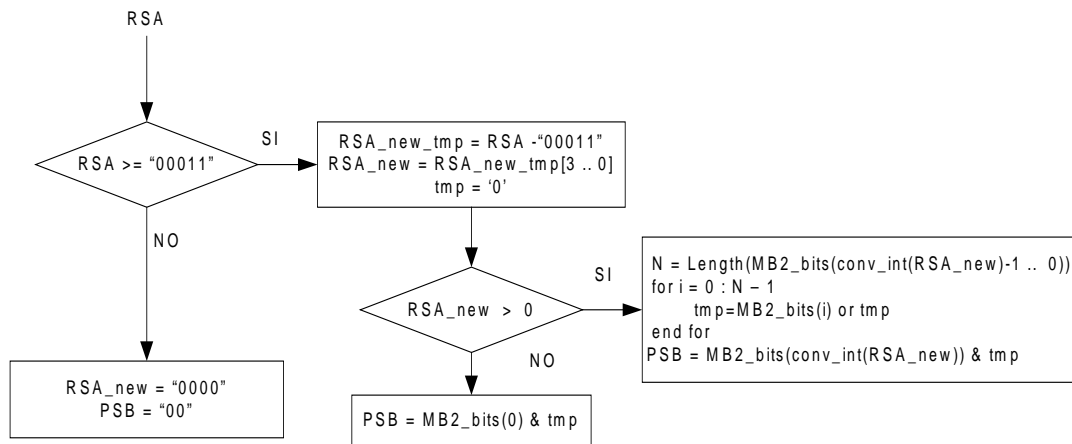 RSA
RSA >= “00011”
SI
RSA_new_tmp = RSA -“00011”
RSA_new = RSA_new_tmp[3 .. 0]
tmp = ‘0’
NO
RSA_new = “0000”
PSB = “00”
RSA_new > 0
SI
N = Length(MB2_bits(conv_int(RSA_new)-1 .. 0))
for i = 0 : N – 1
tmp=MB2_bits(i) or tmp
end for
PSB = MB2_bits(conv_int(RSA_new)) & tmp
NO
PSB = MB2_bits(0) & tmp